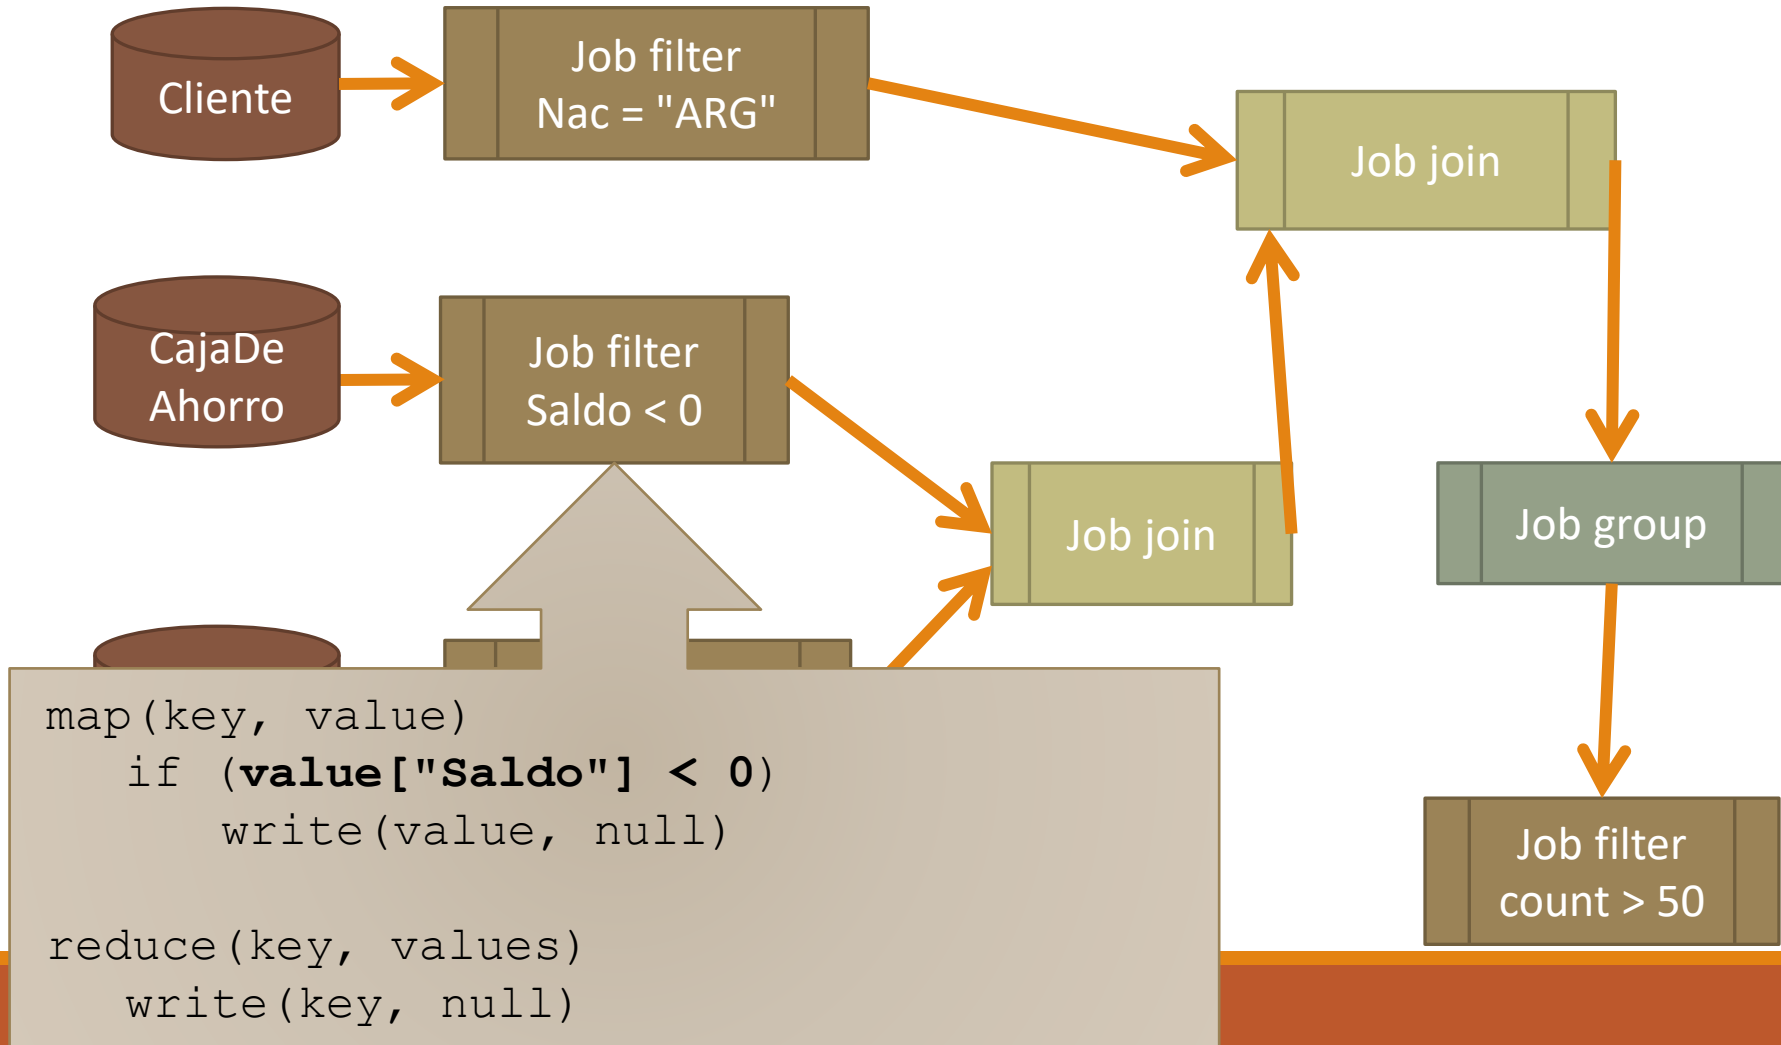 Cliente
Job filter
Nac = "ARG"
Job join
CajaDe
Ahorro
Job filter
Saldo < 0
Job join
Job group
map(key, value)
if (value["Saldo"] < 0)
write(value, null)
reduce(key, values)
write(key, null)
Job filter
count > 50